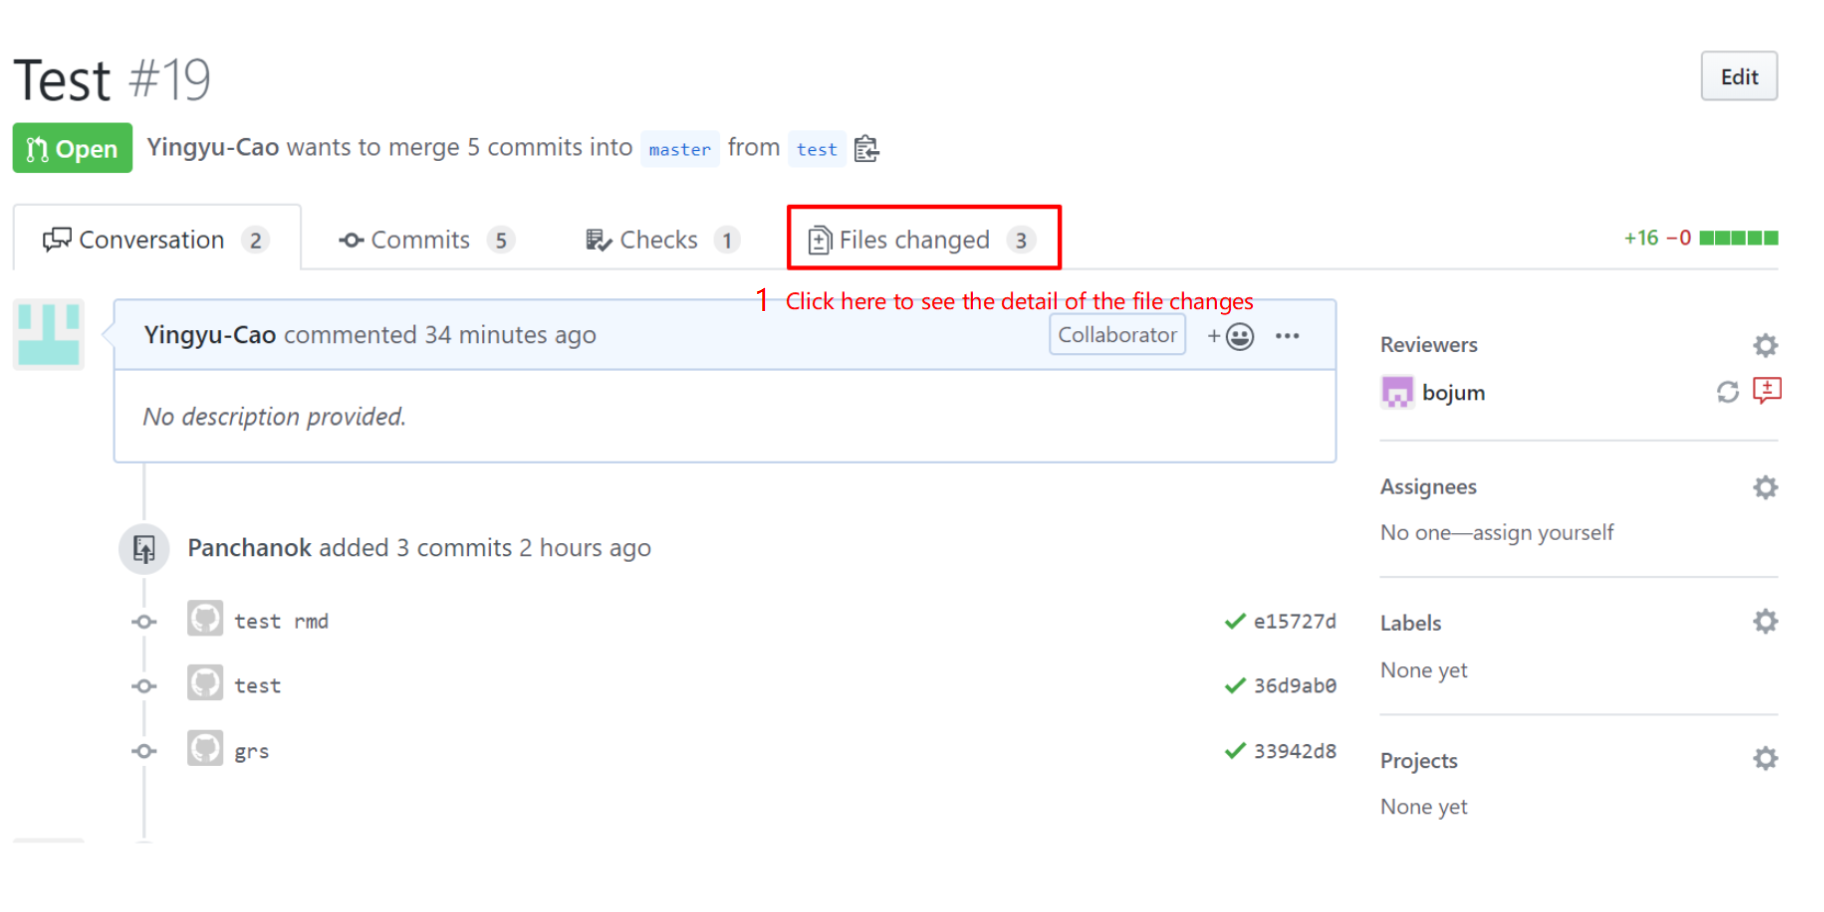 Test #19
Edit
Open Yingyu-Cao wants to merge 5 commits into master from test
Conversation 2 Commits 5 Checks 1 Files changed 3 +16 −0
1 Click here to see the detail of the file changes
Yingyu-Cao commented 34 minutes ago Collaborator + ...
No description provided.
Reviewers
bojum
Assignees
No one—assign yourself
Panchanok added 3 commits 2 hours ago
test rmd e15727d
test 36d9ab0
grs 33942d8
Labels
None yet
Projects
None yet